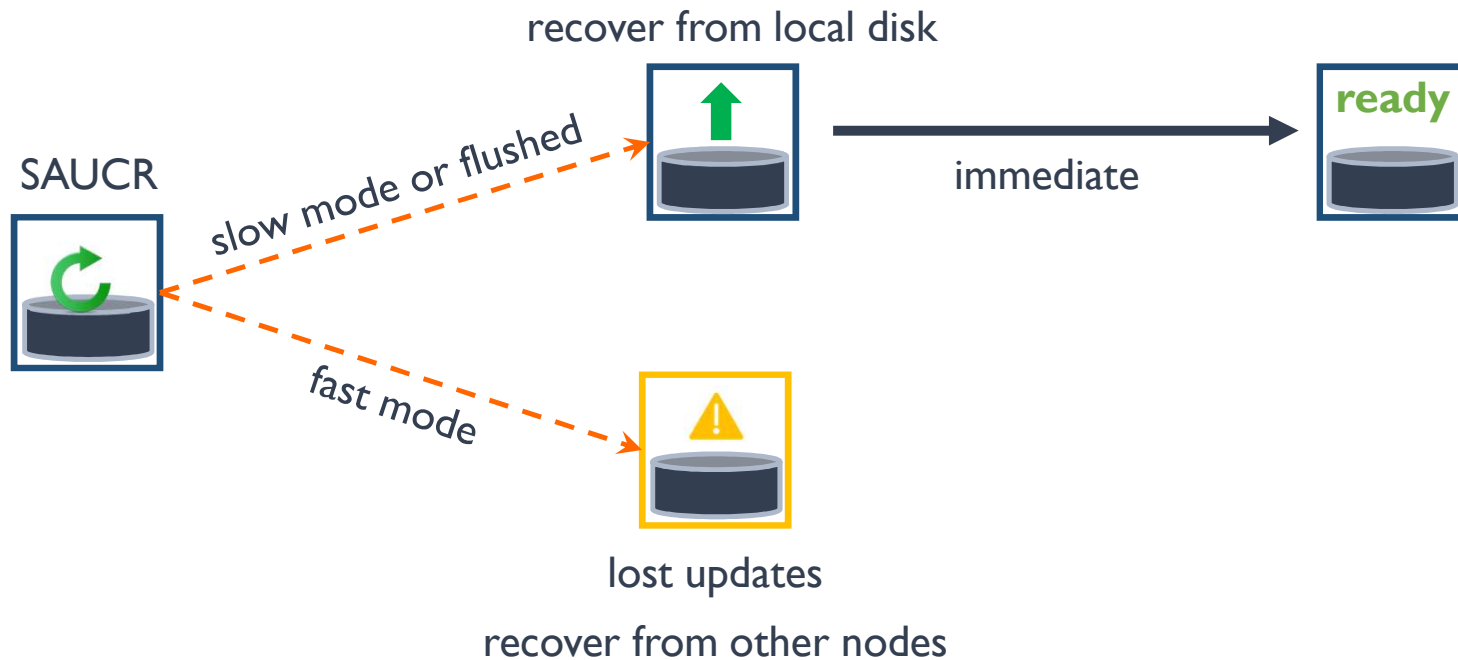 recover from local disk
SAUCR
slow mode or flushed
immediate
ready
fast mode
lost updates
recover from other nodes